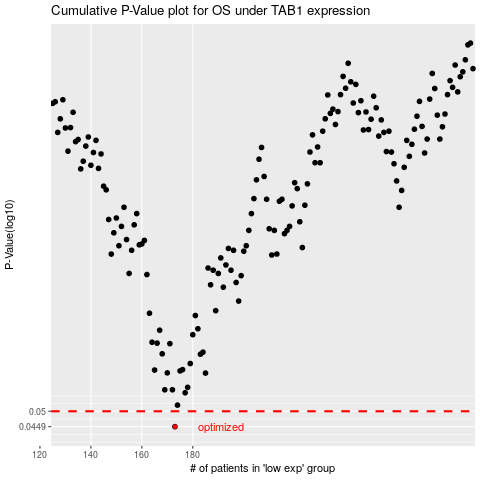 Cumulative P-Value plot for OS under TAB1 expression
P-Value(log10)
0.05
0.0449
optimized
120 140 160 180
# of patients in 'low exp' group